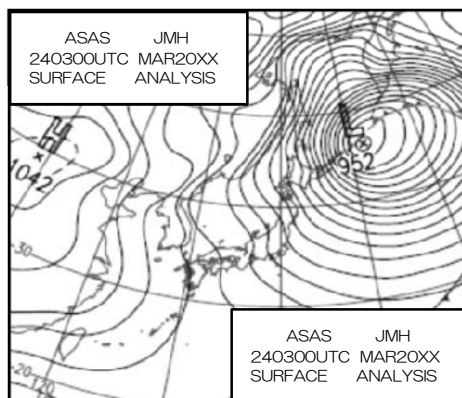 ASAS JMH
240300UTC MAR20XX
SURFACE ANALYSIS
H
1042
L
952
30
20
120
ASAS JMH
240300UTC MAR20XX
SURFACE ANALYSIS